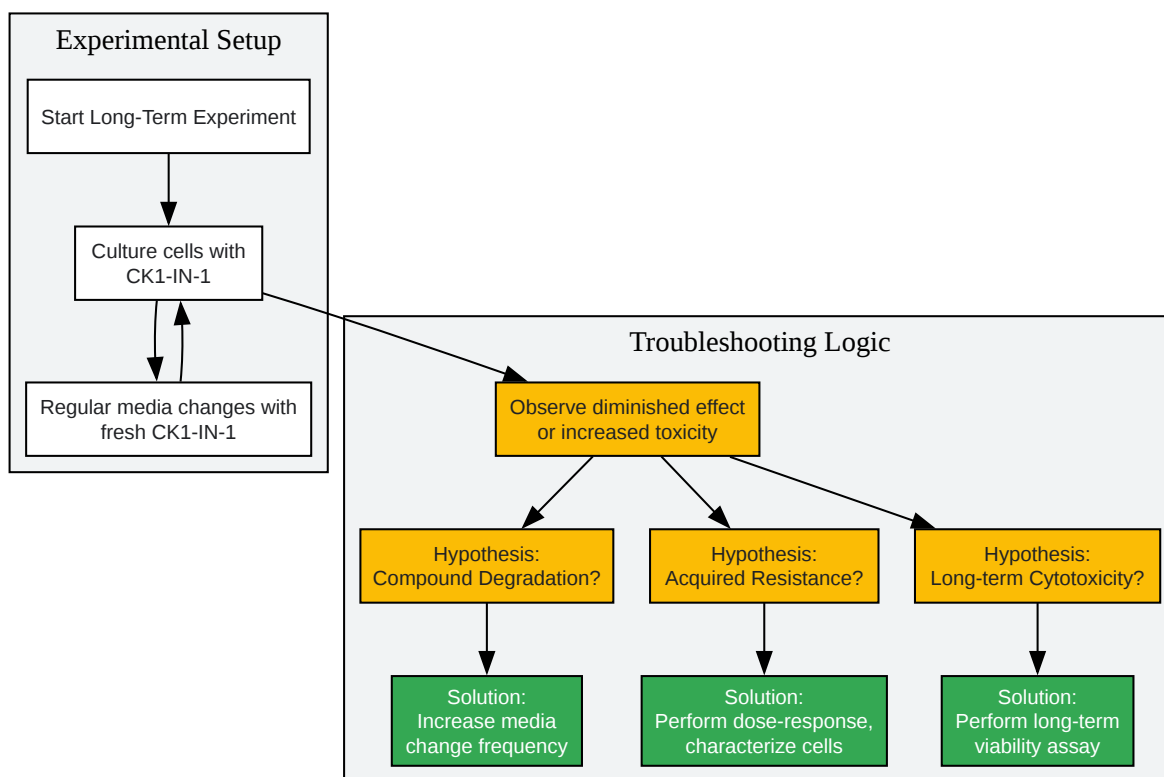 Experimental Setup
Start Long-Term Experiment
Culture cells with
CK1-IN-1
Regular media changes with
fresh CK1-IN-1
Troubleshooting Logic
Observe diminished effect
or increased toxicity
Hypothesis:
Compound Degradation?
Hypothesis:
Acquired Resistance?
Hypothesis:
Long-term Cytotoxicity?
Solution:
Increase media
change frequency
Solution:
Perform dose-response,
characterize cells
Solution:
Perform long-term
viability assay